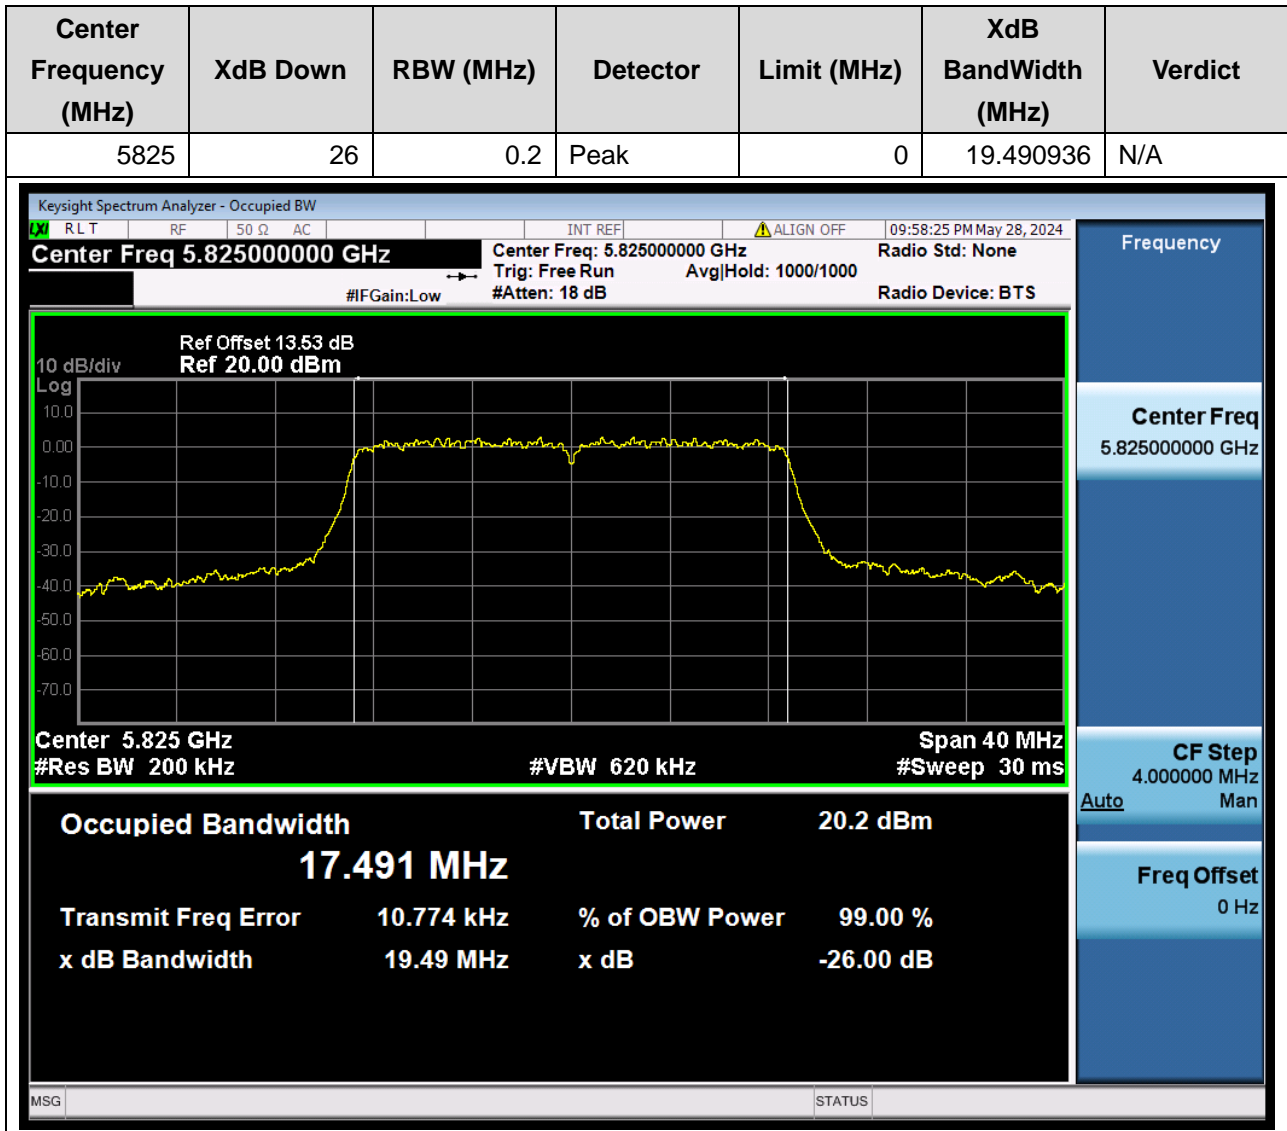 Center Frequency (MHz) XdB Down RBW (MHz) Detector Limit (MHz) XdB BandWidth (MHz) Verdict
5825 26 0.2 Peak 0 19.490936 N/A
Keysight Spectrum Analyzer - Occupied BW
LXI RLT RF 50 Ω AC INT REF ALIGN OFF 09:58:25 PM May 28, 2024
Center Freq 5.825000000 GHz Center Freq: 5.825000000 GHz Radio Std: None
Trig: Free Run Avg|Hold: 1000/1000
#IFGain:Low #Atten: 18 dB Radio Device: BTS
Frequency
Ref Offset 13.53 dB
10 dB/div Ref 20.00 dBm
Log
10.0
0.00
-10.0
-20.0
-30.0
-40.0
-50.0
-60.0
-70.0
Center 5.825 GHz Span 40 MHz
#Res BW 200 kHz #VBW 620 kHz #Sweep 30 ms
Occupied Bandwidth Total Power 20.2 dBm
17.491 MHz
Transmit Freq Error 10.774 kHz % of OBW Power 99.00 %
x dB Bandwidth 19.49 MHz x dB -26.00 dB
Center Freq
5.825000000 GHz
CF Step
4.000000 MHz
Auto Man
Freq Offset
0 Hz
MSG STATUS